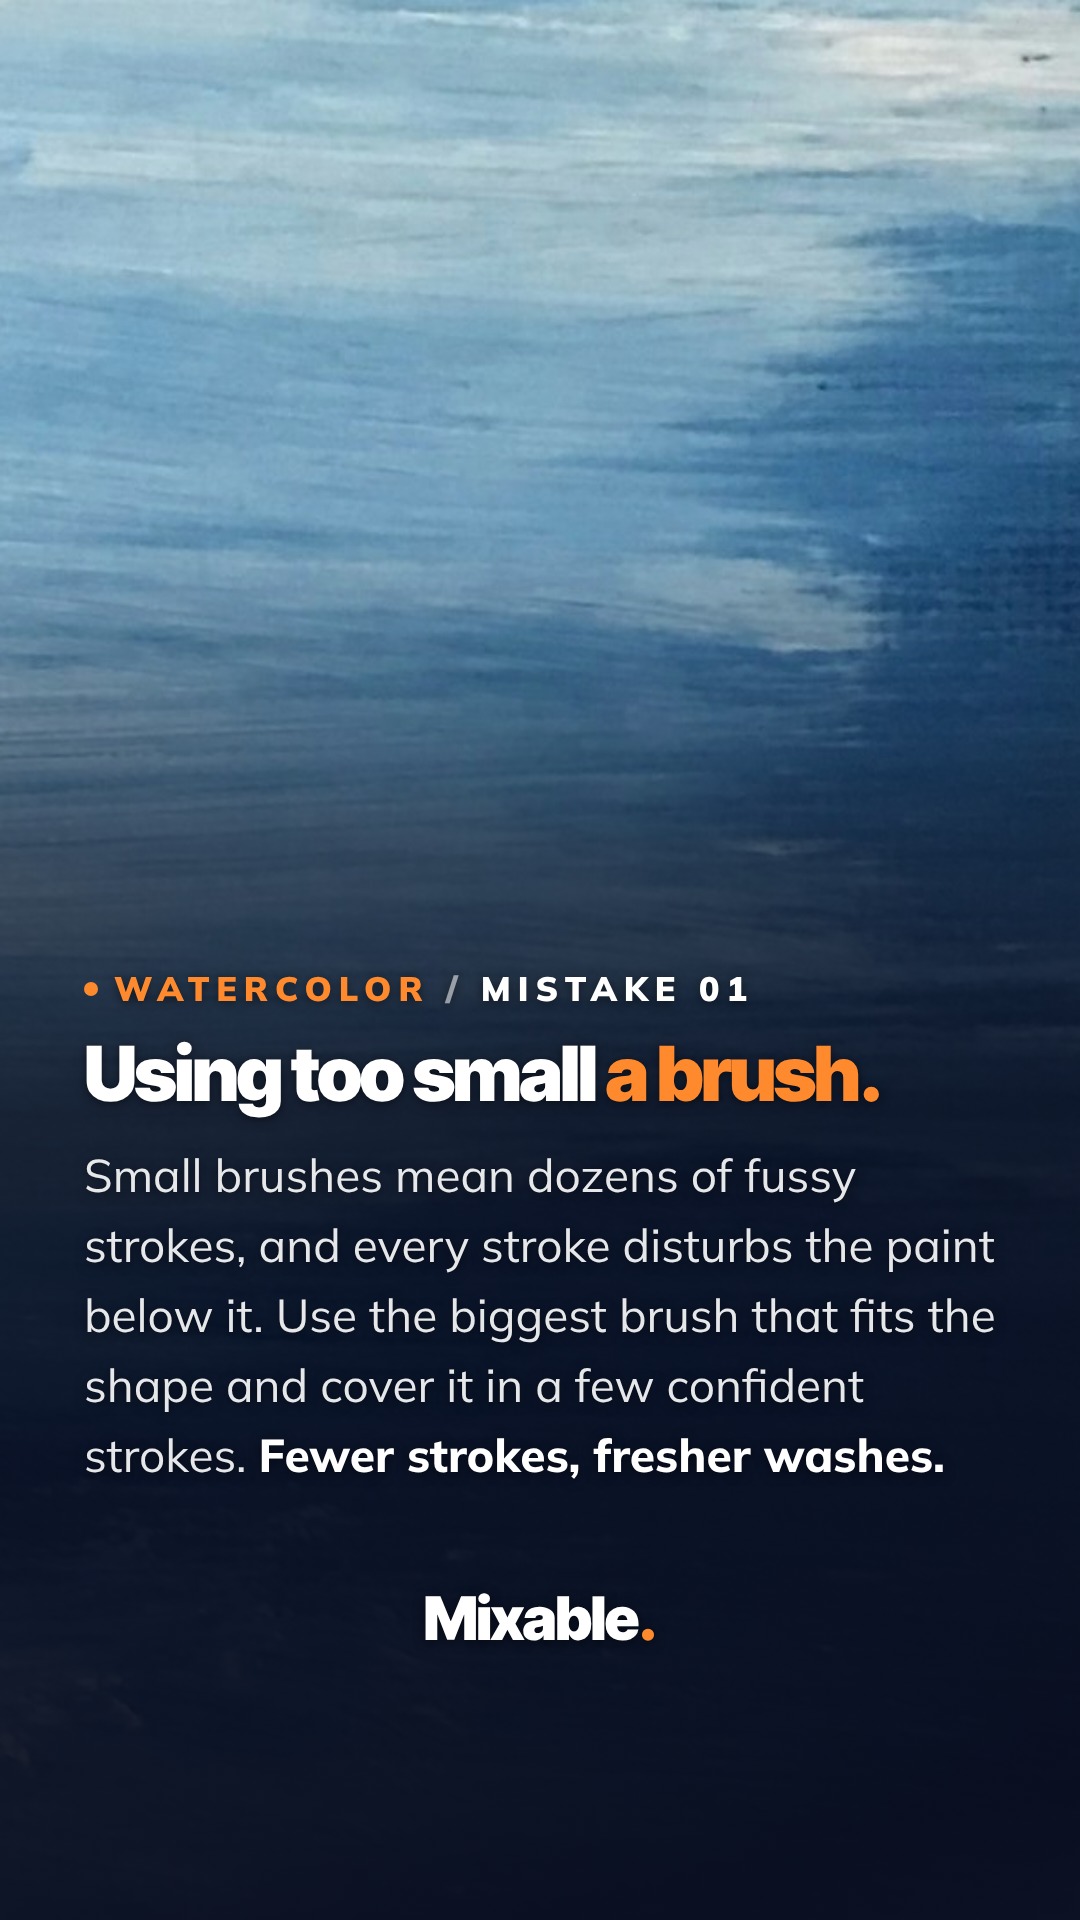 • WATERCOLOR / MISTAKE 01
Using too small a brush.
Small brushes mean dozens of fussy
strokes, and every stroke disturbs the paint
below it. Use the biggest brush that fits the
shape and cover it in a few confident
strokes. Fewer strokes, fresher washes.
Mixable.